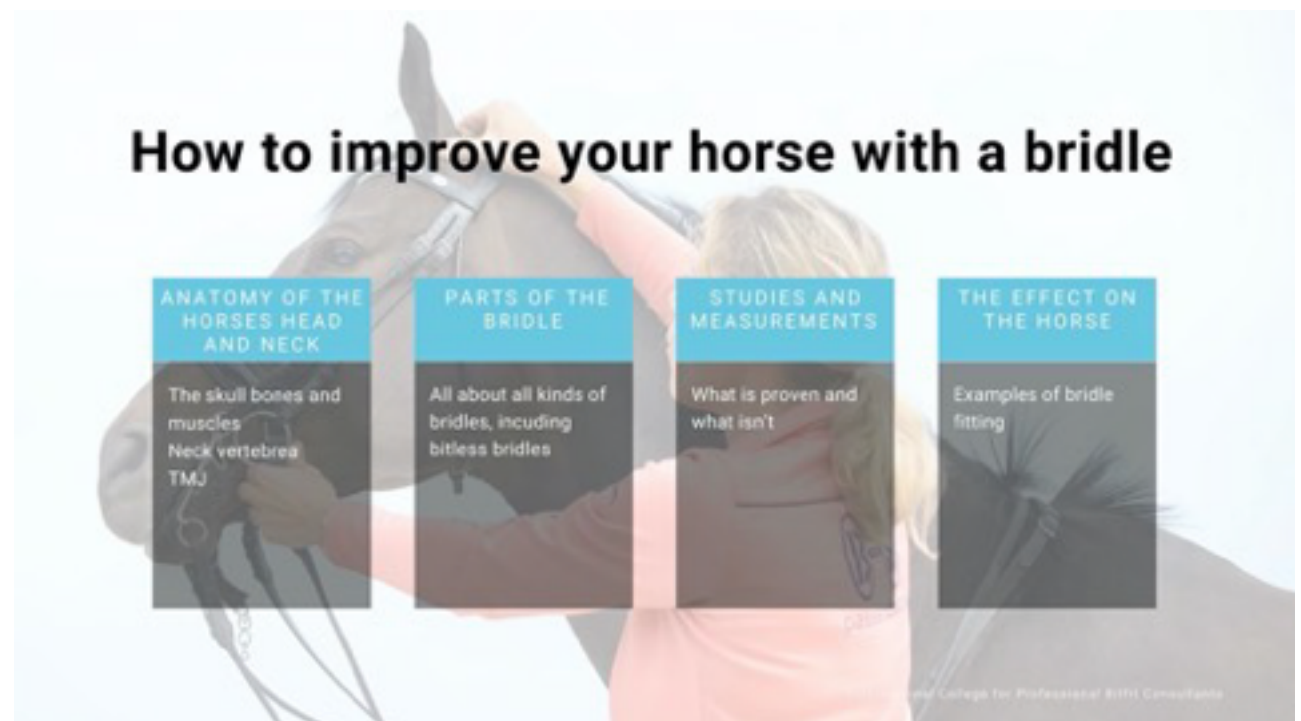 How to improve your horse with a bridle
ANATOMY OF THE
HORSES HEAD
AND NECK
The skull bones and
muscles
Neck vertebrea
TMJ
PARTS OF THE
BRIDLE
All about all kinds of
bridles, incuding
bitless bridles
STUDIES AND
MEASUREMENTS
What is proven and
what isn't
THE EFFECT ON
THE HORSE
Examples of bridle
fitting
College for Professional Bitfit Consultants